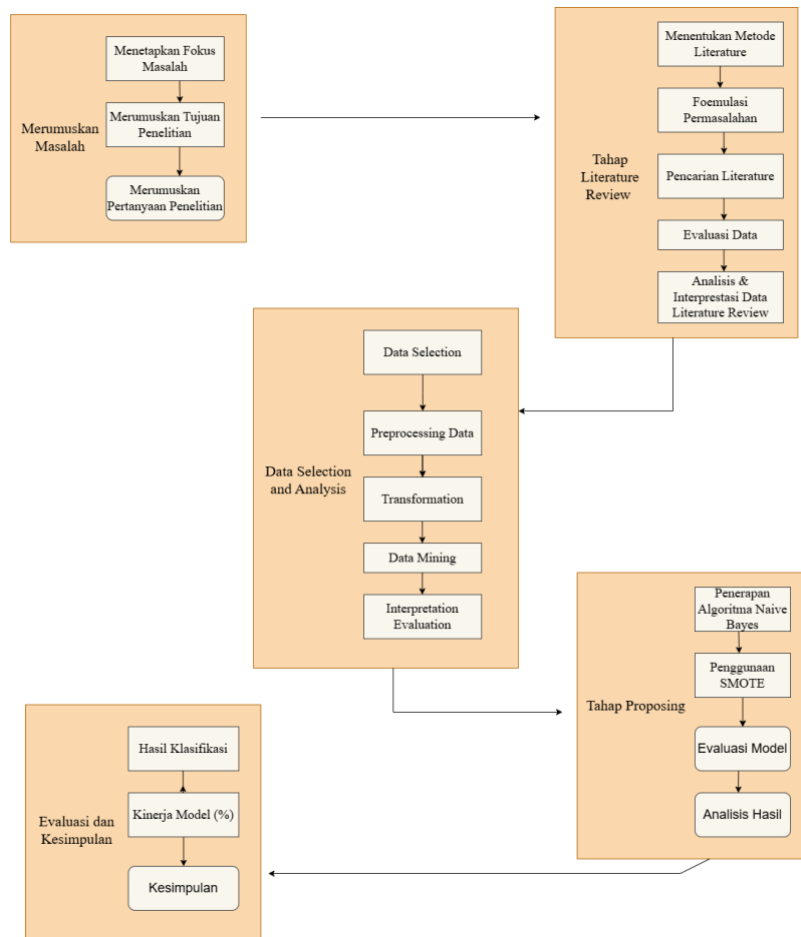 Merumuskan
Masalah
Menetapkan Fokus
Masalah
Merumuskan Tujuan
Penelitian
Merumuskan
Pertanyaan Penelitian
Tahap
Literature
Review
Menentukan Metode
Literature
Foemulasi
Permasalahan
Pencarian Literature
Evaluasi Data
Analisis &
Interprestasi Data
Literature Review
Data Selection
and Analysis
Data Selection
Preprocessing Data
Transformation
Data Mining
Interpretation
Evaluation
Tahap Proposing
Penerapan
Algoritma Naive
Bayes
Penggunaan
SMOTE
Evaluasi Model
Analisis Hasil
Evaluasi dan
Kesimpulan
Hasil Klasifikasi
Kinerja Model (%)
Kesimpulan